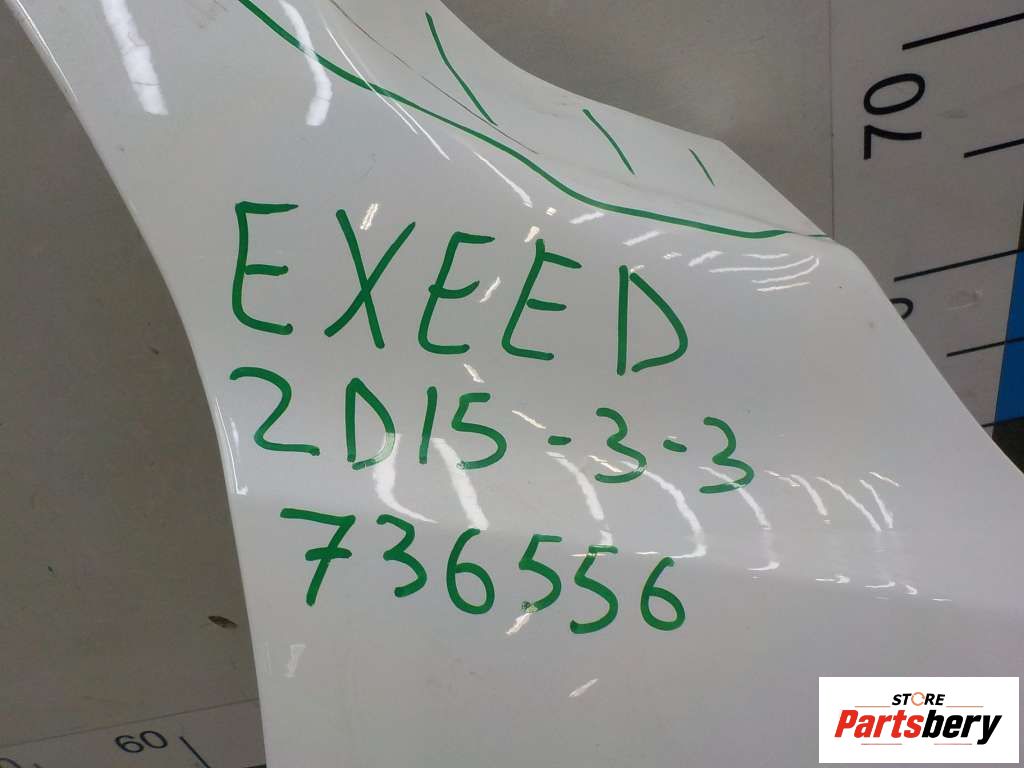 70
EXEED
2D15-3-3
736556
60
STORE
Partsbery